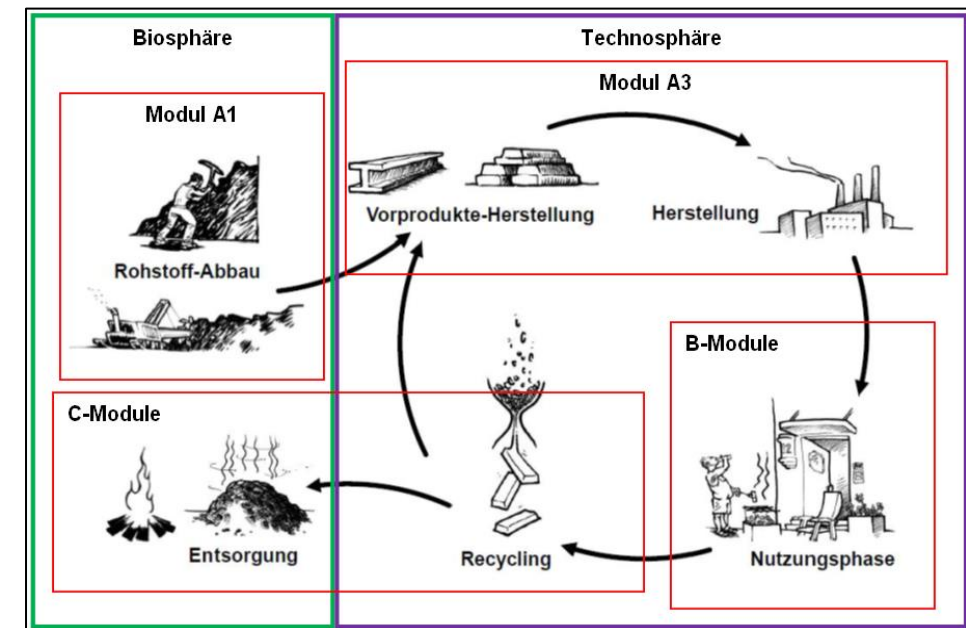 Biosphäre
Technosphäre
Modul A1
Modul A3
Vorprodukte-Herstellung
Herstellung
Rohstoff-Abbau
B-Module
C-Module
Entsorgung
Recycling
Nutzungsphase